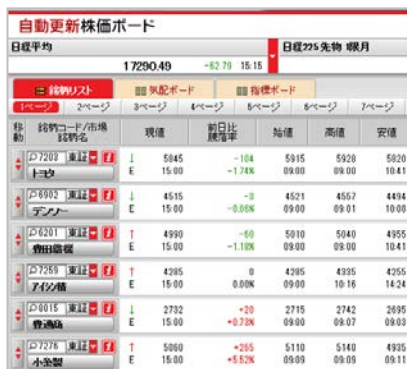 自動更新株価ボード
日経平均 日経225先物 期近
17290.49 -62.79 15:15
銘柄リスト 気配ボード 指標ボード
1ページ 2ページ 3ページ 4ページ 5ページ 6ページ 7ページ
移動 銘柄コード/市場 銘柄名 現値 前日比 騰落率 始値 高値 安値
7203 東証 ↓ 5845 -104 5915 5928 5820
トヨタ E 15:00 -1.74% 09:00 09:00 10:41
6902 東証 ↓ 4515 -3 4521 4557 4494
デンソー E 15:00 -0.06% 09:00 09:01 10:00
6201 東証 ↑ 4990 -60 5010 5040 4955
豊田織機 E 15:00 -1.18% 09:00 09:00 10:41
7259 東証 ↑ 4285 0 4285 4335 4255
アイシン精 E 15:00 0.00% 09:00 10:16 14:24
8015 東証 ↓ 2732 +20 2715 2742 2695
豊通商 E 15:00 +0.73% 09:00 09:07 09:03
7276 東証 ↑ 5060 +265 5110 5140 4935
小糸製 E 15:00 +5.52% 09:09 09:09 09:11